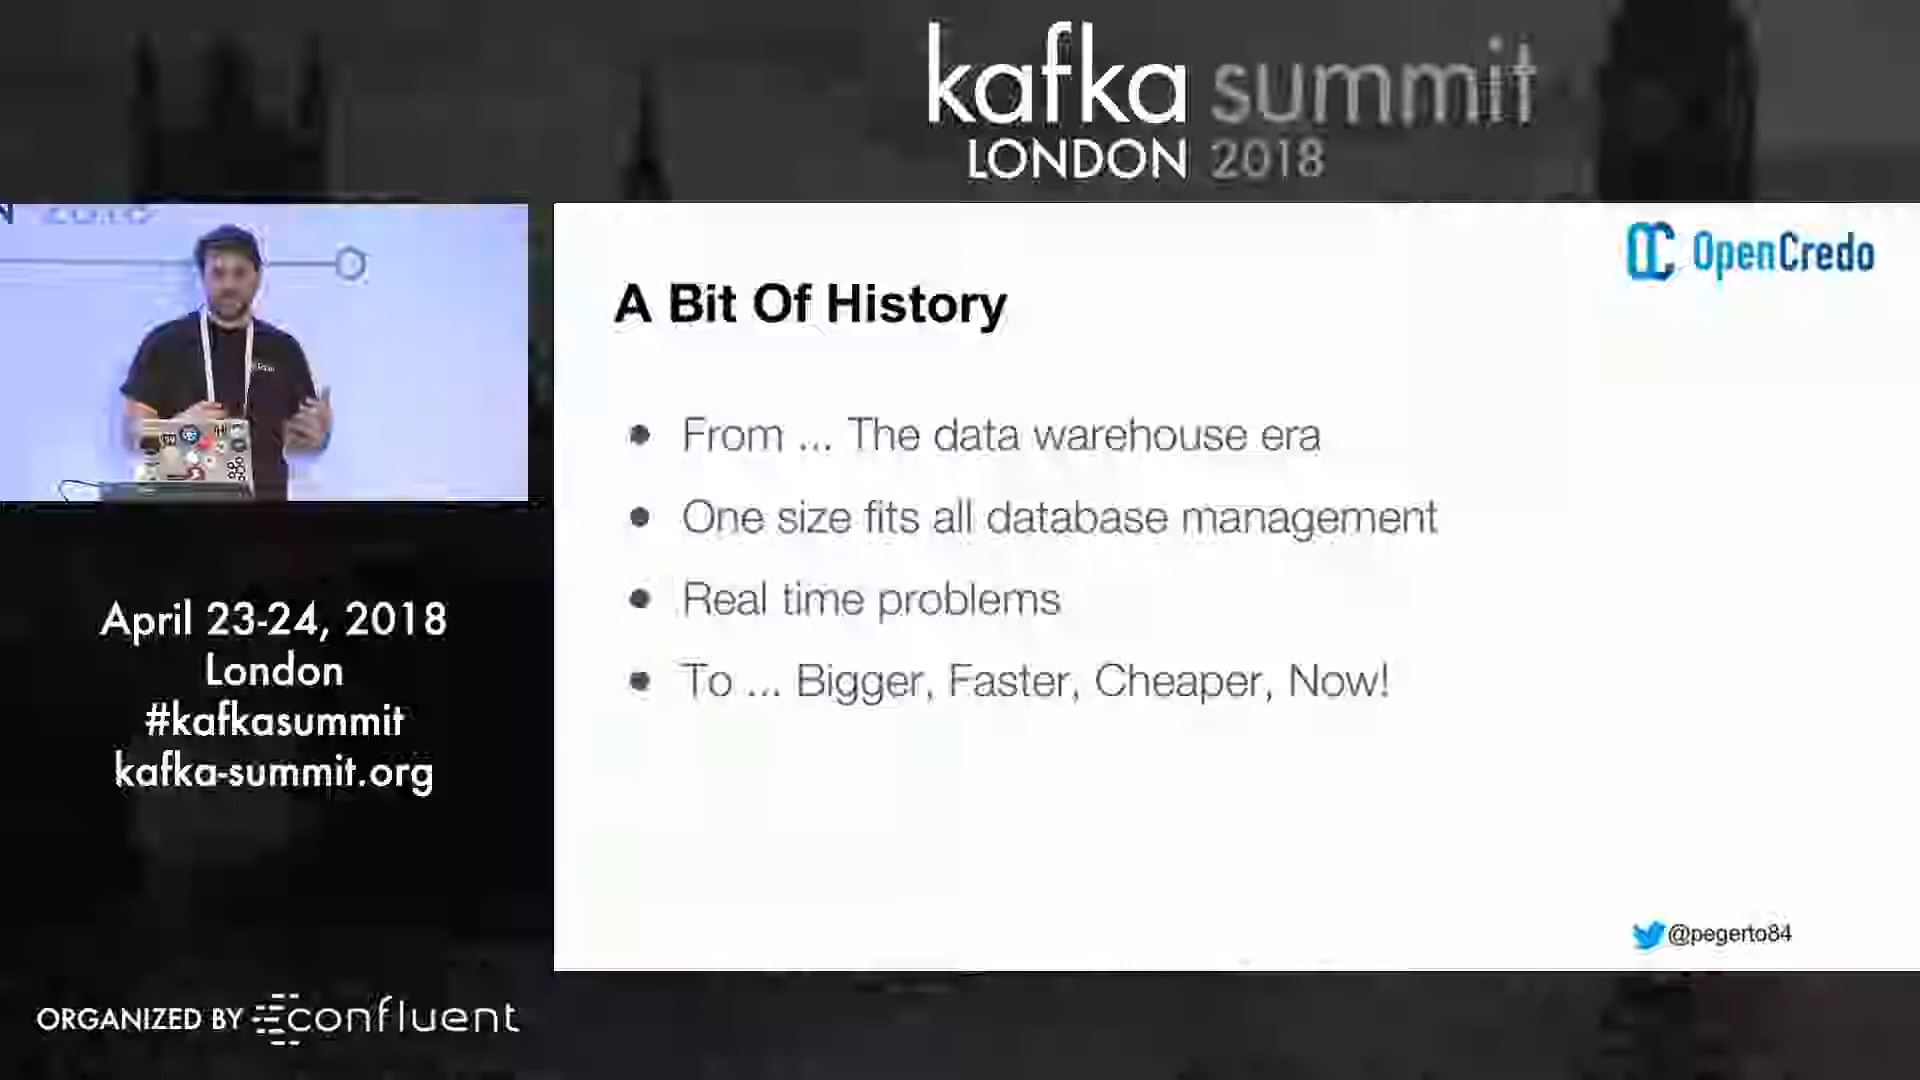 kafka summit
LONDON 2018
OpenCredo
A Bit Of History
From ... The data warehouse era
One size fits all database management
Real time problems
To ... Bigger, Faster, Cheaper, Now!
@pegerto84
April 23-24, 2018
London
#kafkasummit
kafka-summit.org
ORGANIZED BY confluent